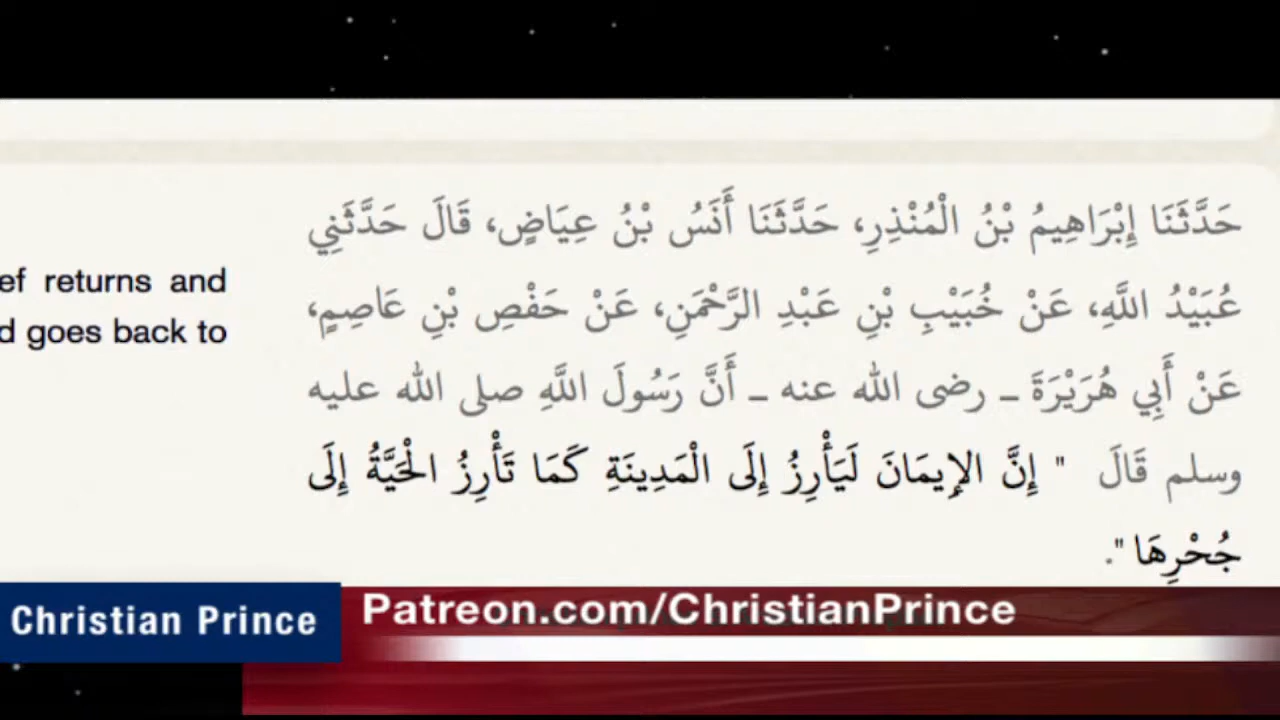 حَدَّثَنَا إِبْرَاهِيمُ بْنُ الْمُنْذِرِ، حَدَّثَنَا أَنَسُ بْنُ عِيَاضٍ، قَالَ حَدَّثَنِي
عُبَيْدُ اللَّهِ، عَنْ خُبَيْبِ بْنِ عَبْدِ الرَّحْمَنِ، عَنْ حَفْصِ بْنِ عَاصِمٍ،
عَنْ أَبِي هُرَيْرَةَ ـ رضى الله عنه ـ أَنَّ رَسُولَ اللَّهِ صلى الله عليه
وسلم قَالَ " إِنَّ الإِيمَانَ لَيَأْرِزُ إِلَى الْمَدِينَةِ كَمَا تَأْرِزُ الْحَيَّةُ إِلَى
جُحْرِهَا ".
ef returns and
d goes back to
Christian Prince
Patreon.com/ChristianPrince